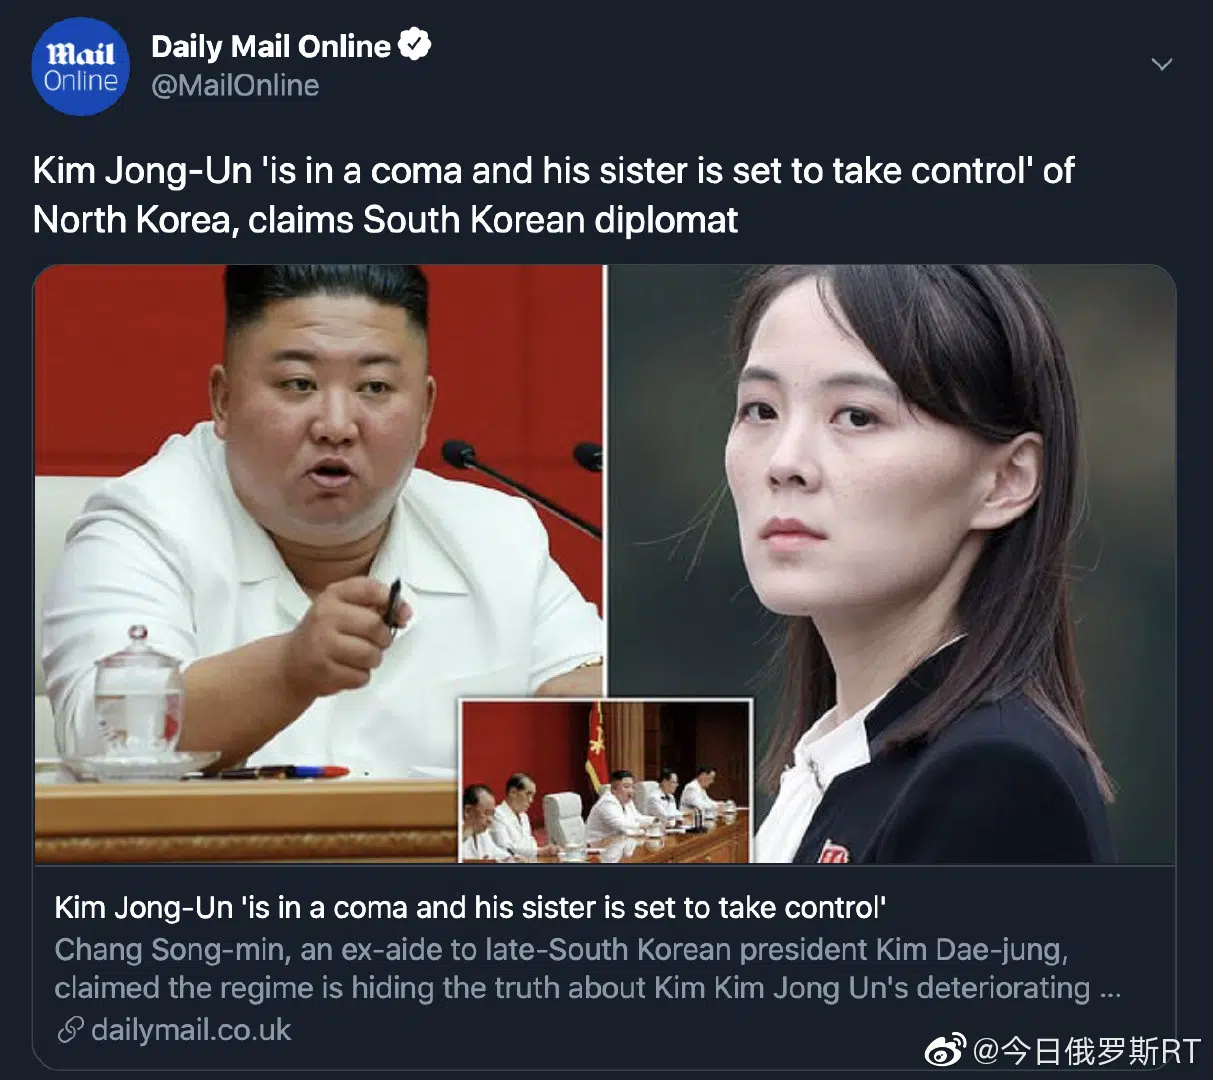 Mail
Online
Daily Mail Online
@MailOnline
Kim Jong-Un 'is in a coma and his sister is set to take control' of
North Korea, claims South Korean diplomat
Kim Jong-Un 'is in a coma and his sister is set to take control'
Chang Song-min, an ex-aide to late-South Korean president Kim Dae-jung,
claimed the regime is hiding the truth about Kim Kim Jong Un's deteriorating ...
dailymail.co.uk
@今日俄罗斯RT